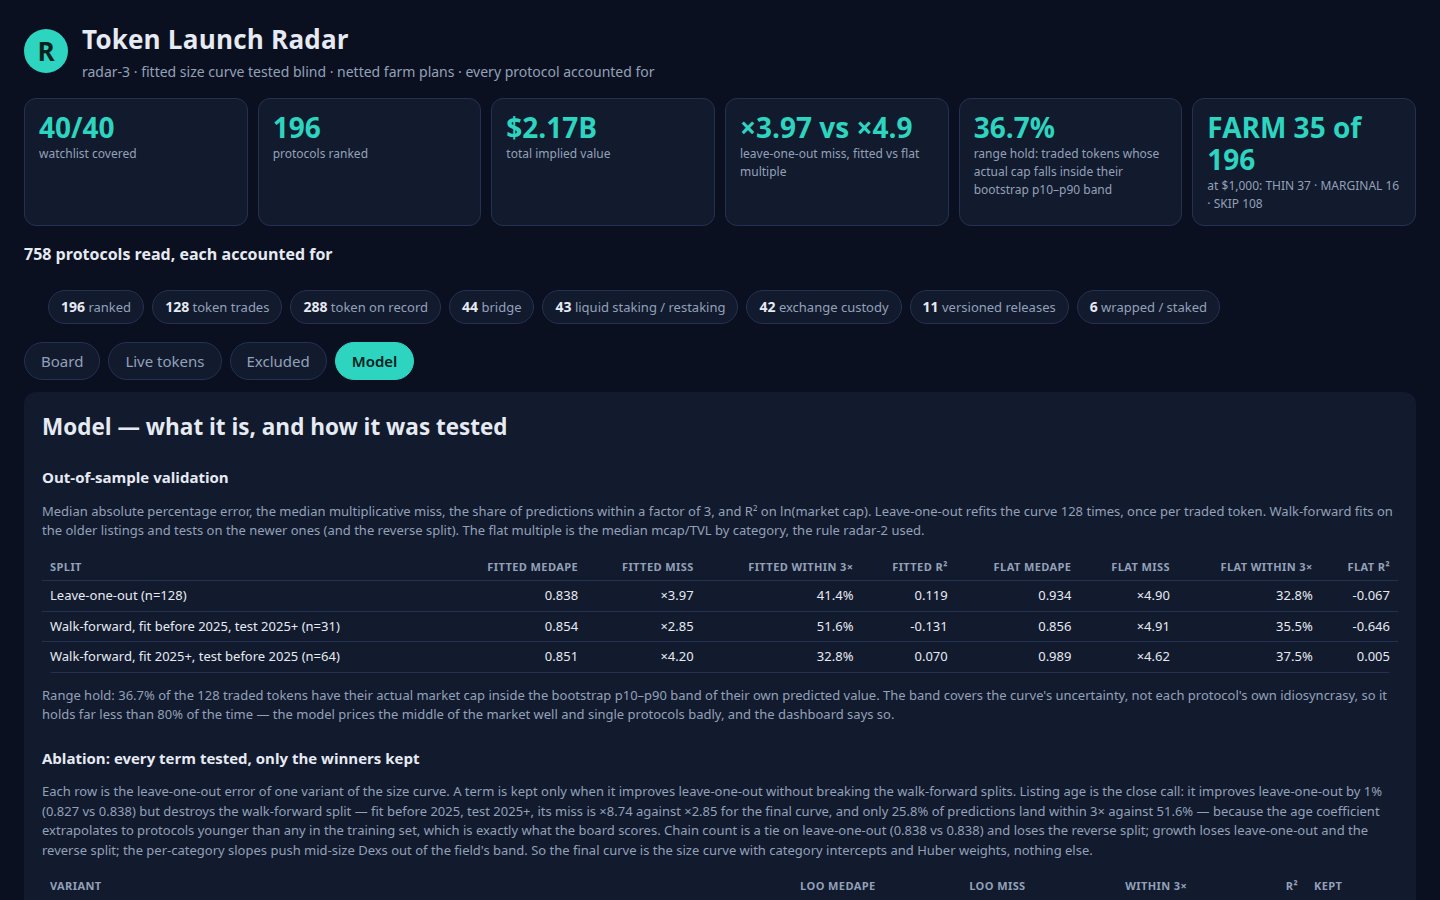 R
Token Launch Radar
radar-3 · fitted size curve tested blind · netted farm plans · every protocol accounted for
40/40
watchlist covered
196
protocols ranked
$2.17B
total implied value
×3.97 vs ×4.9
leave-one-out miss, fitted vs flat
multiple
36.7%
range hold: traded tokens whose
actual cap falls inside their
bootstrap p10–p90 band
FARM 35 of
196
at $1,000: THIN 37 · MARGINAL 16
· SKIP 108
758 protocols read, each accounted for
196 ranked
128 token trades
288 token on record
44 bridge
43 liquid staking / restaking
42 exchange custody
11 versioned releases
6 wrapped / staked
Board
Live tokens
Excluded
Model
Model — what it is, and how it was tested
Out-of-sample validation
Median absolute percentage error, the median multiplicative miss, the share of predictions within a factor of 3, and R² on ln(market cap). Leave-one-out refits the curve 128 times, once per traded token. Walk-forward fits on
the older listings and tests on the newer ones (and the reverse split). The flat multiple is the median mcap/TVL by category, the rule radar-2 used.
SPLIT FITTED MEDAPE FITTED MISS FITTED WITHIN 3× FITTED R² FLAT MEDAPE FLAT MISS FLAT WITHIN 3× FLAT R²
Leave-one-out (n=128) 0.838 ×3.97 41.4% 0.119 0.934 ×4.90 32.8% -0.067
Walk-forward, fit before 2025, test 2025+ (n=31) 0.854 ×2.85 51.6% -0.131 0.856 ×4.91 35.5% -0.646
Walk-forward, fit 2025+, test before 2025 (n=64) 0.851 ×4.20 32.8% 0.070 0.989 ×4.62 37.5% 0.005
Range hold: 36.7% of the 128 traded tokens have their actual market cap inside the bootstrap p10–p90 band of their own predicted value. The band covers the curve's uncertainty, not each protocol's own idiosyncrasy, so it
holds far less than 80% of the time — the model prices the middle of the market well and single protocols badly, and the dashboard says so.
Ablation: every term tested, only the winners kept
Each row is the leave-one-out error of one variant of the size curve. A term is kept only when it improves leave-one-out without breaking the walk-forward splits. Listing age is the close call: it improves leave-one-out by 1%
(0.827 vs 0.838) but destroys the walk-forward split — fit before 2025, test 2025+, its miss is ×8.74 against ×2.85 for the final curve, and only 25.8% of predictions land within 3× against 51.6% — because the age coefficient
extrapolates to protocols younger than any in the training set, which is exactly what the board scores. Chain count is a tie on leave-one-out (0.838 vs 0.838) and loses the reverse split; growth loses leave-one-out and the
reverse split; the per-category slopes push mid-size Dexs out of the field's band. So the final curve is the size curve with category intercepts and Huber weights, nothing else.
VARIANT LOO MEDAPE LOO MISS WITHIN 3× R² KEPT